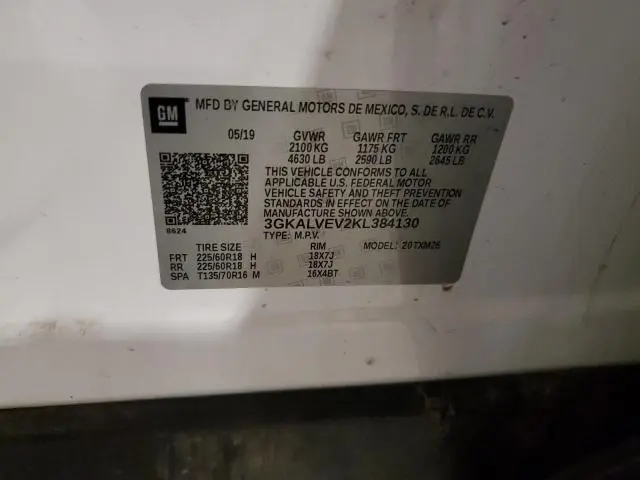 GM
MFD BY GENERAL MOTORS DE MEXICO, S. DE R.L. DE C.V.
05/19 GVWR GAWR FRT GAWR RR
2100 KG 1175 KG 1200 KG
4630 LB 2590 LB 2645 LB
THIS VEHICLE CONFORMS TO ALL
APPLICABLE U.S. FEDERAL MOTOR
VEHICLE SAFETY AND THEFT PREVENTION
STANDARDS IN EFFECT ON THE DATE OF
MANUFACTURE SHOWN ABOVE.
3GKALVEV2KL384130
8624
TYPE: M.P.V. MODEL: 20TXM26
TIRE SIZE RIM
FRT 225/60R18 H 18X7J
RR 225/60R18 H 18X7J
SPA T135/70R16 M 16X4BT